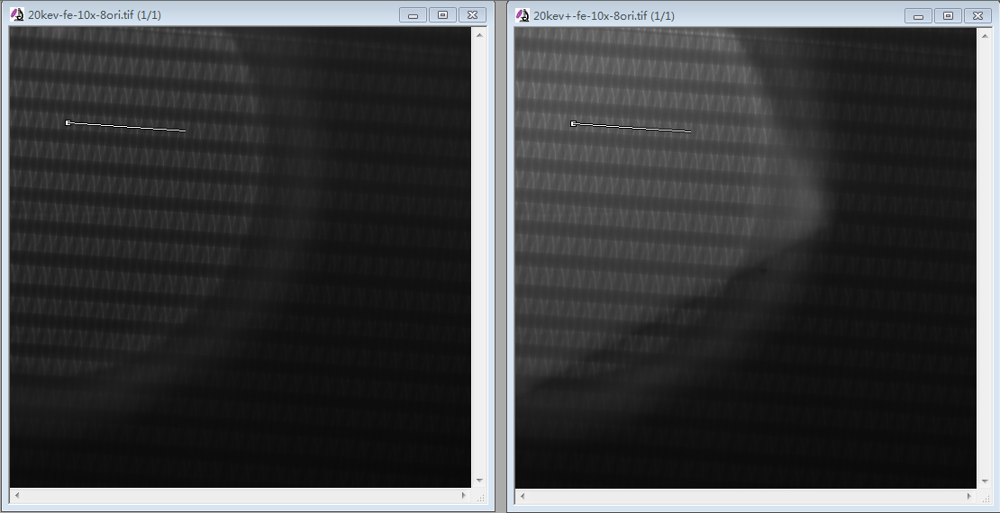 20kev-fe-10x-8ori.tif (1/1)
20kev+-fe-10x-8ori.tif (1/1)